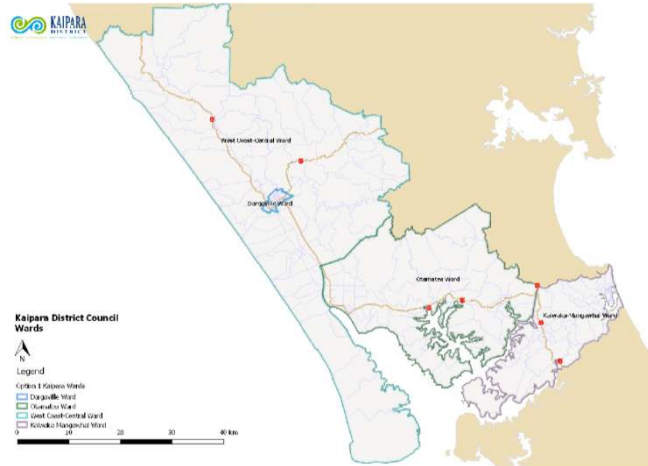 KAIPARA
DISTRICT
West Coast-Central Ward
Dargaville Ward
Otamatea Ward
Kaiwaka-Mangawhai Ward
Kaipara District Council
Wards
N
Legend
Option 1 Kaipara Wards
Dargaville Ward
Otamatea Ward
West Coast-Central Ward
Kaiwaka Mangawhai Ward
0 10 20 30 40 km